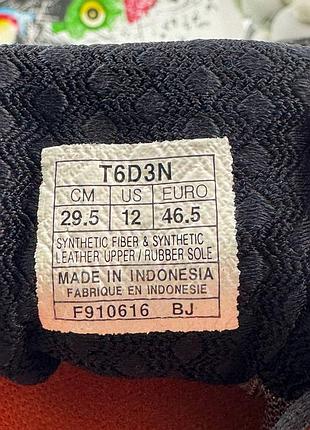 T6D3N
CM US EURO
29.5 12 46.5
SYNTHETIC FIBER & SYNTHETIC
LEATHER UPPER / RUBBER SOLE
MADE IN INDONESIA
FABRIQUE EN INDONESIE
F910616 BJ